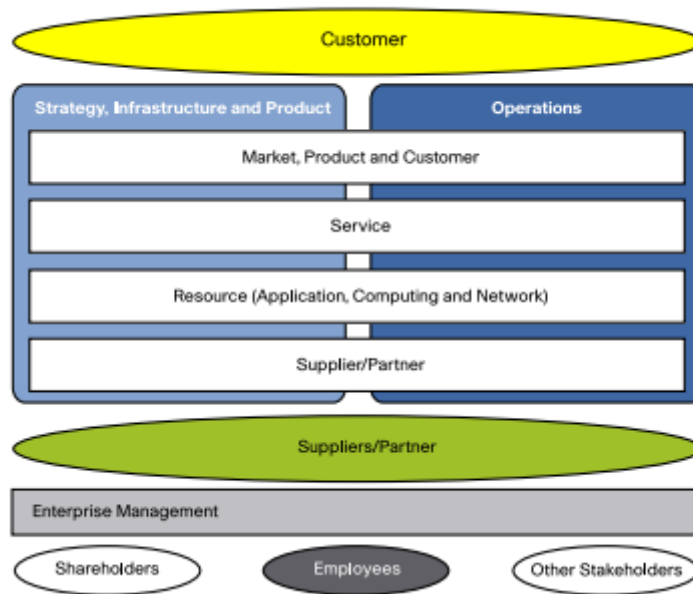 Customer
Strategy, Infrastructure and Product
Operations
Market, Product and Customer
Service
Resource (Application, Computing and Network)
Supplier/Partner
Suppliers/Partner
Enterprise Management
Shareholders
Employees
Other Stakeholders